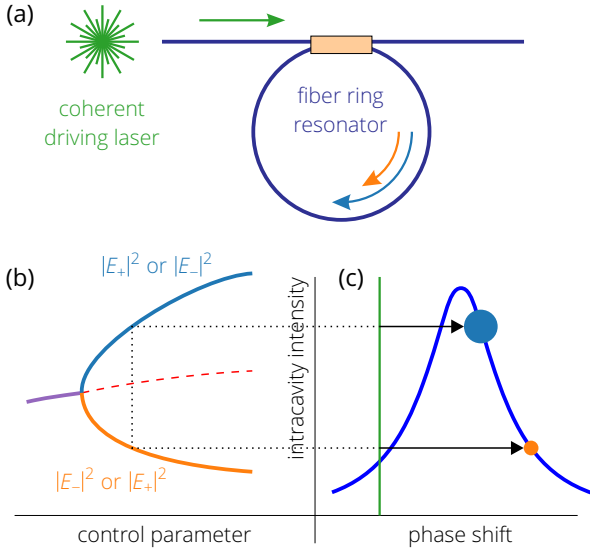 (a)
coherent
driving laser
fiber ring
resonator
(b)
|E₊|² or |E₋|²
|E₋|² or |E₊|²
control parameter
intracavity intensity
(c)
phase shift